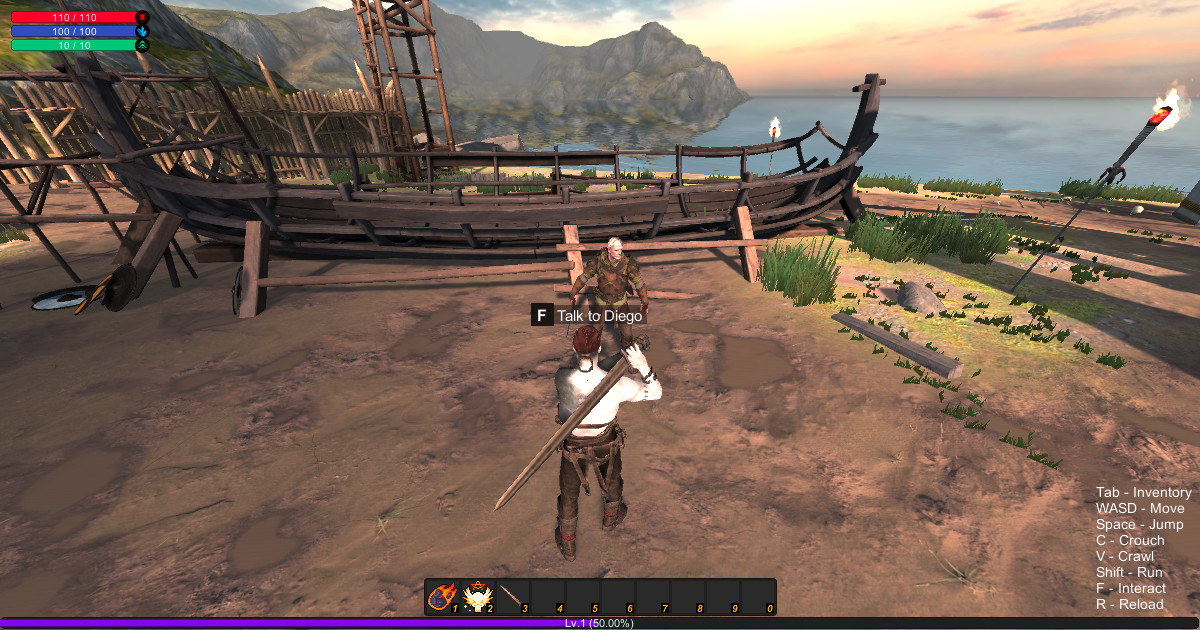 110 / 110
100 / 100
10 / 10
F Talk to Diego
Tab - Inventory
WASD - Move
Space - Jump
C - Crouch
V - Crawl
Shift - Run
F - Interact
R - Reload
1 2 3 4 5 6 7 8 9 0
Lv.1 (50.00%)